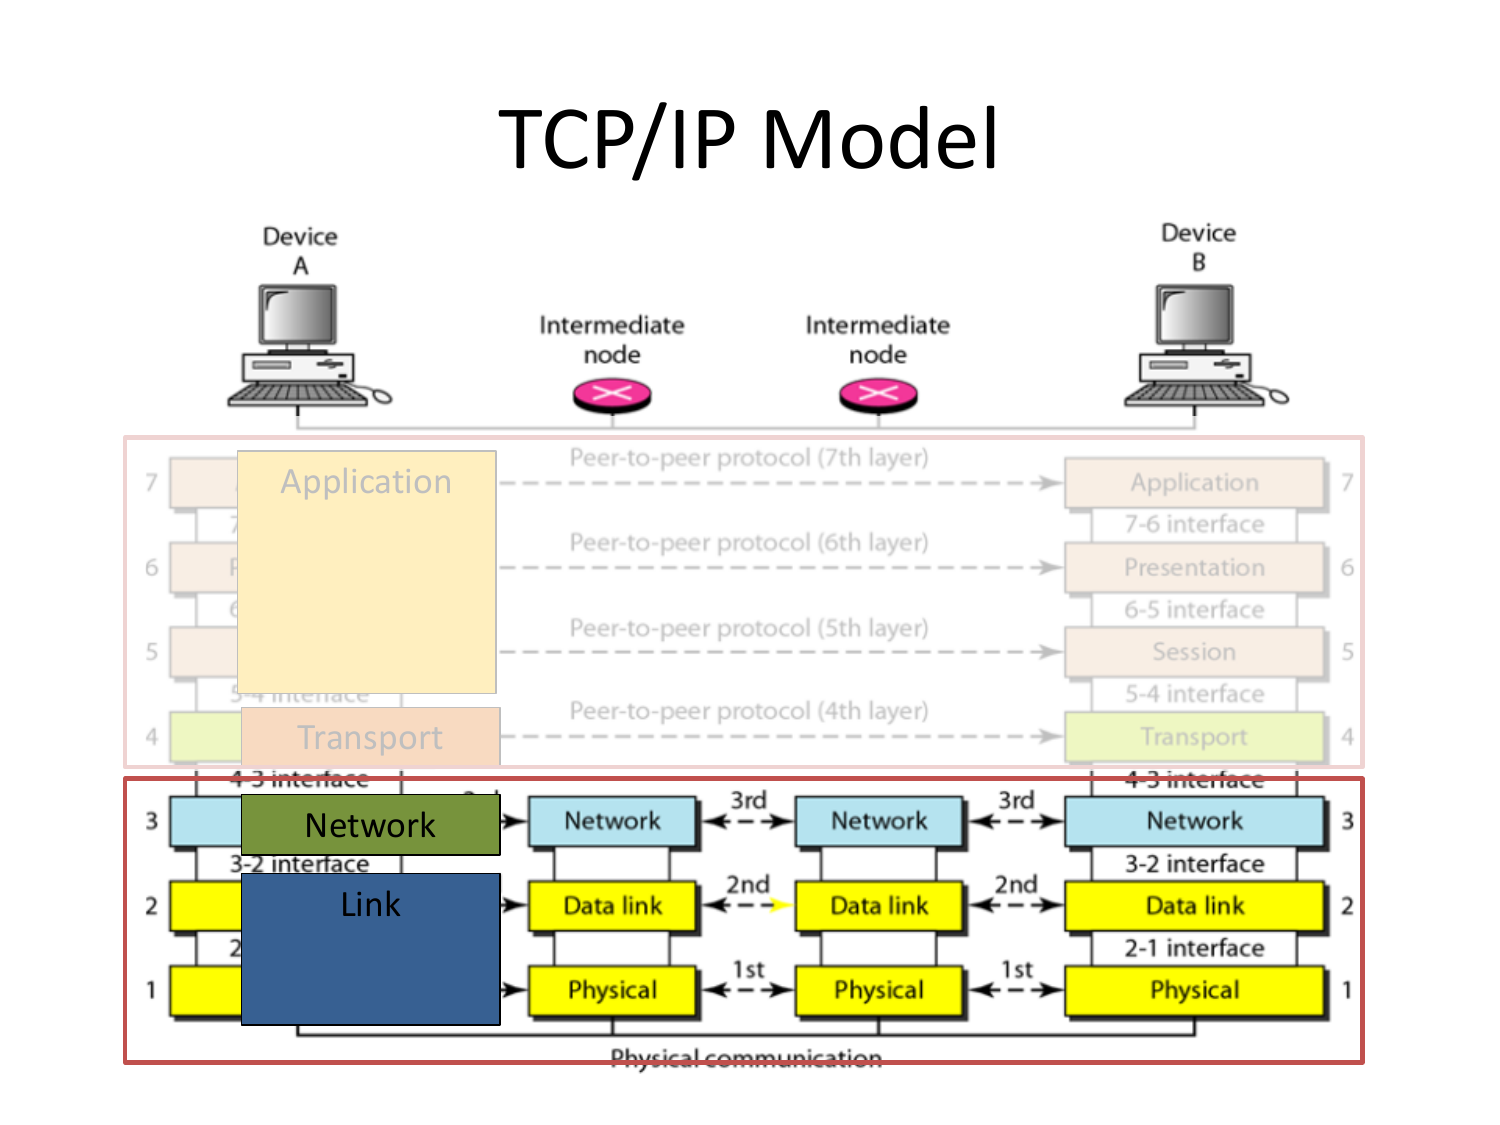 TCP/IP Model
Device
A
Device
B
Intermediate
node
Intermediate
node
Peer-to-peer protocol (7th layer)
7
Application
Application
7
7-6 interface
Peer-to-peer protocol (6th layer)
6
Presentation
6
6-5 interface
Peer-to-peer protocol (5th layer)
5
Session
5
5-4 interface
5-4 interface
Peer-to-peer protocol (4th layer)
4
Transport
Transport
4
4-3 interface
4-3 interface
3
Network
Network
3rd
Network
3rd
Network
3
3-2 interface
3-2 interface
2
Link
Data link
2nd
Data link
2nd
Data link
2
2-1 interface
1
Physical
1st
Physical
1st
Physical
1
Physical communication